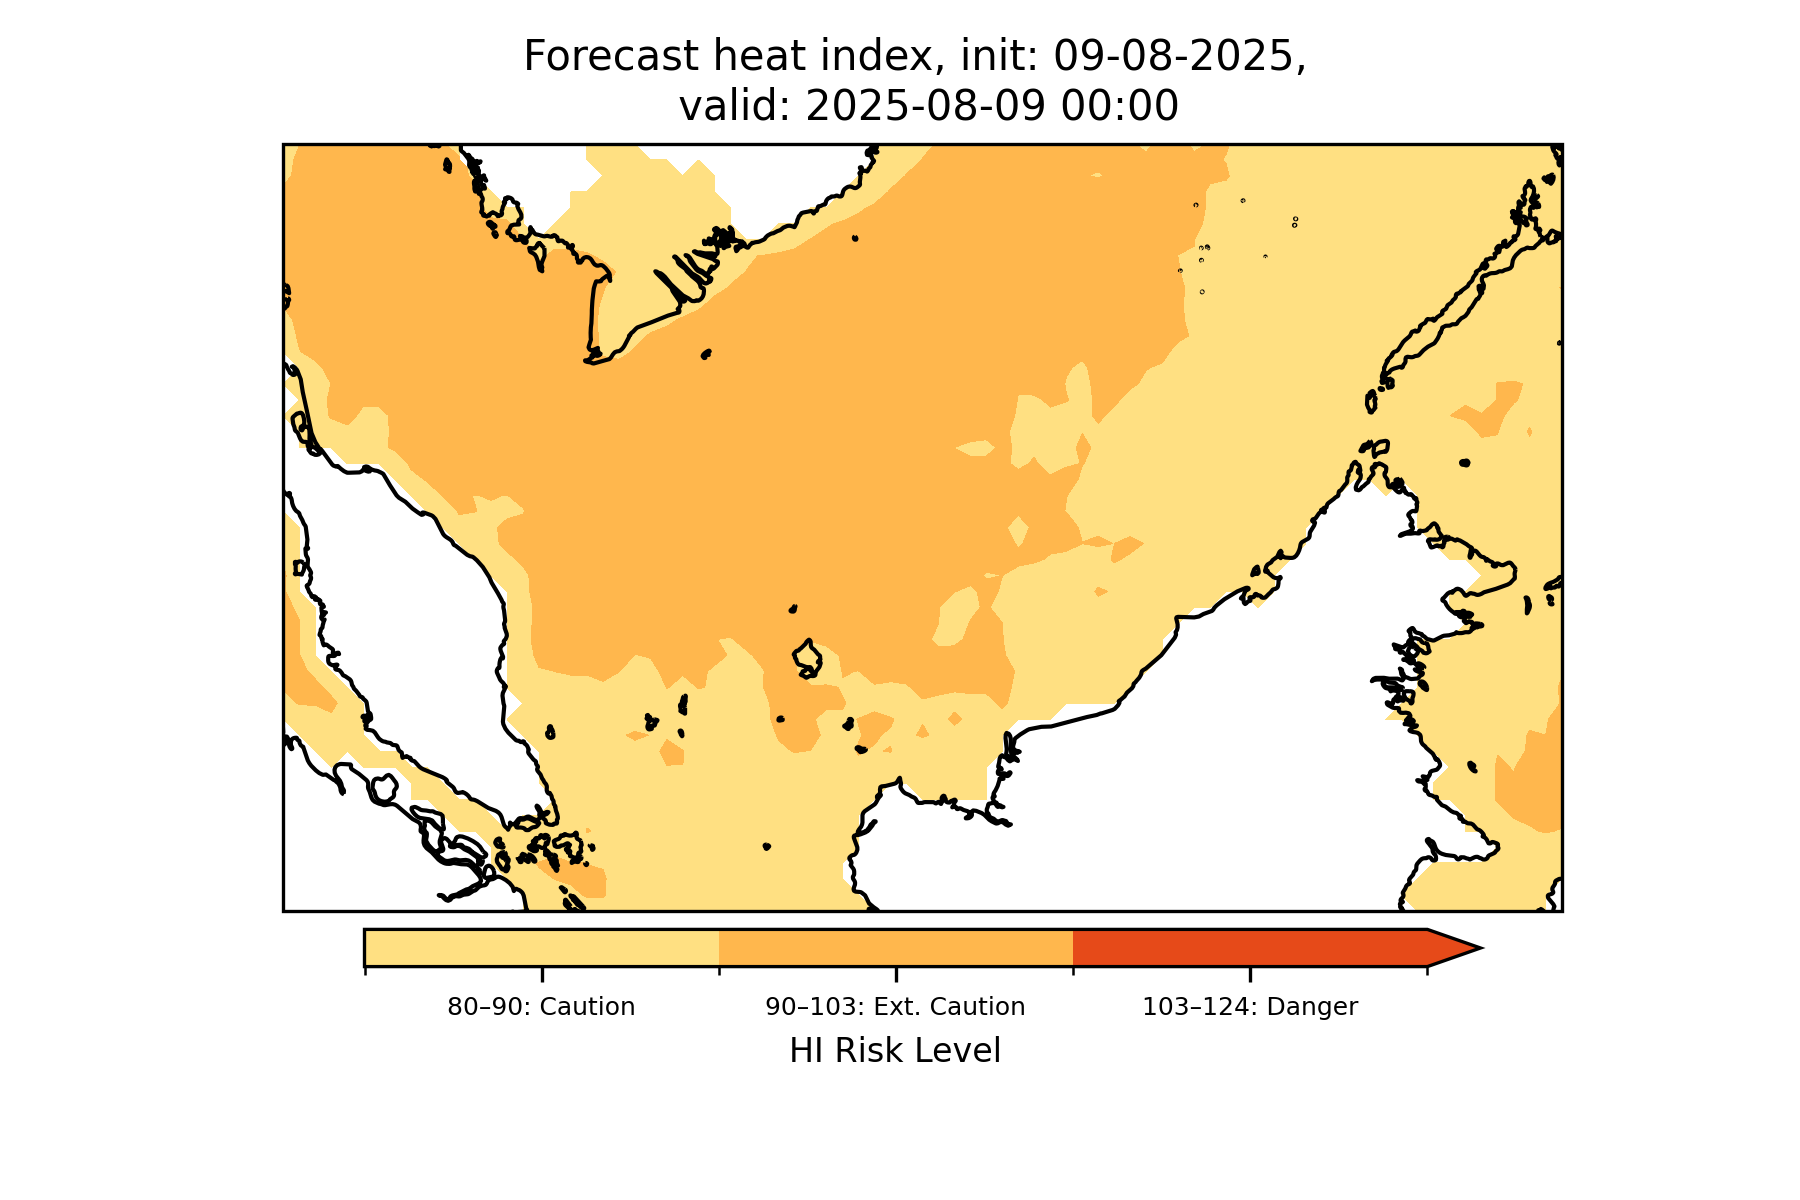 Forecast heat index, init: 09-08-2025,
valid: 2025-08-09 00:00
80–90: Caution
90–103: Ext. Caution
103–124: Danger
HI Risk Level